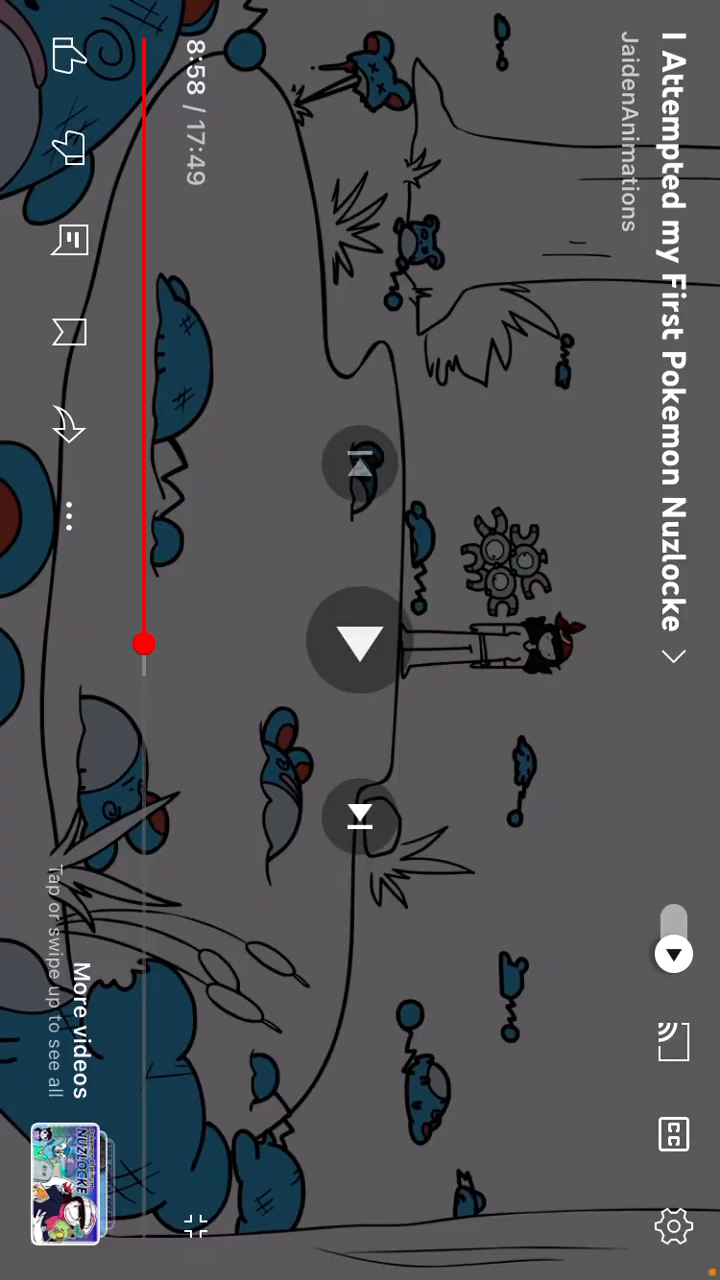 I Attempted my First Pokemon Nuzlocke
JaidenAnimations
CC
8:58 / 17:49
More videos
Tap or swipe up to see all
NUZLOCKE